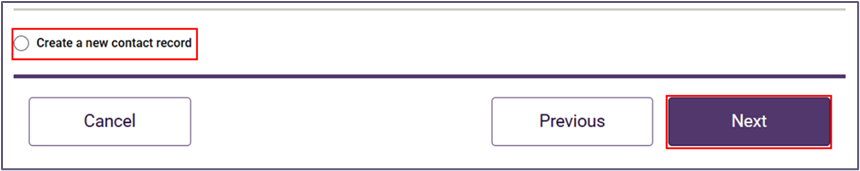 Create a new contact record
Cancel Previous Next